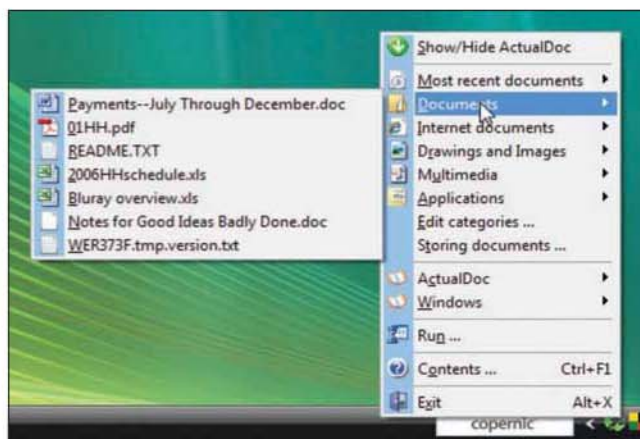 Show/Hide ActualDoc
Most recent documents
Documents
Internet documents
Drawings and Images
Multimedia
Applications
Edit categories ...
Storing documents ...
ActualDoc
Windows
Run ...
Contents ... Ctrl+F1
Exit Alt+X
Payments--July Through December.doc
01HH.pdf
README.TXT
2006HHschedule.xls
Bluray overview.xls
Notes for Good Ideas Badly Done.doc
WER373F.tmp.version.txt
copernic